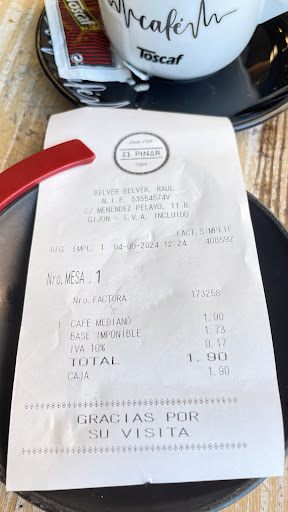 Toscaf
café
Toscaf
EL PINAR
BELVER BELVER, RAUL
N.I.F. 53554574V
C/ MENENDEZ PELAYO, 11 B.
GIJON - I.V.A. INCLUIDO
FACT.SIMPLIF
REG EMPL. 1 04-09-2024 12:24 408592
Nro.MESA . 1
Nro.FACTURA 173258
1 CAFE MEDIANO 1.90
BASE IMPONIBLE 1.73
IVA 10% 0.17
TOTAL 1.90
CAJA 1.90
GRACIAS POR
SU VISITA